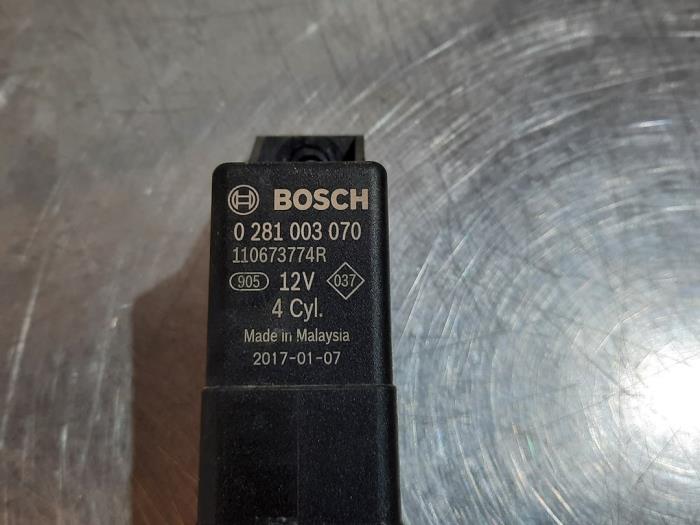 BOSCH
0 281 003 070
110673774R
905 12V 037
4 Cyl.
Made in Malaysia
2017-01-07